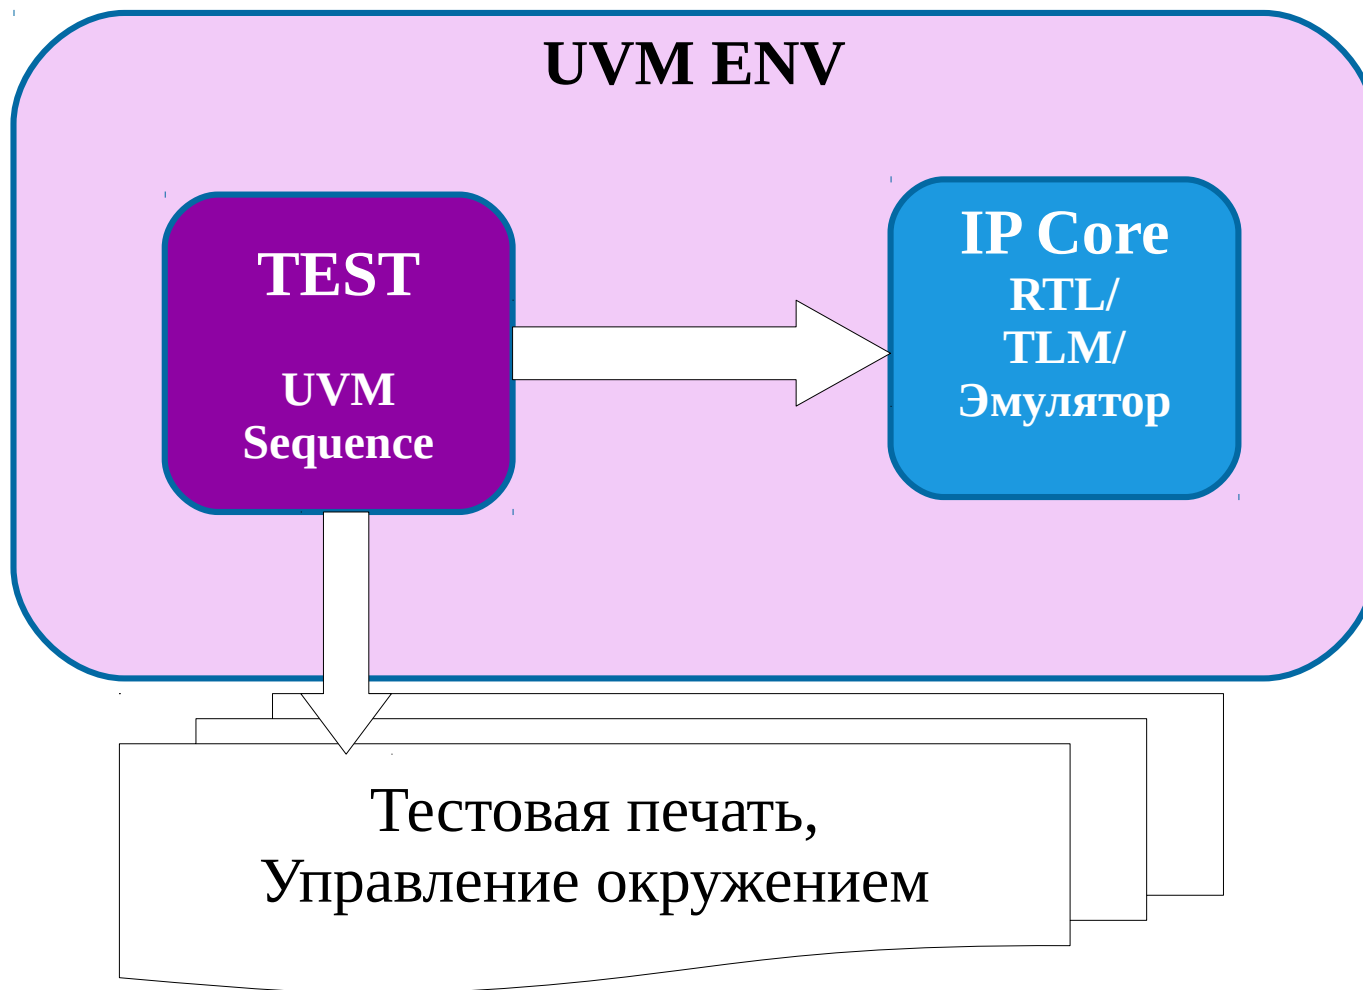 UVM ENV
TEST
UVM
Sequence
IP Core
RTL/
TLM/
Эмулятор
Тестовая печать,
Управление окружением